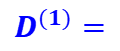 D⁽¹⁾ =